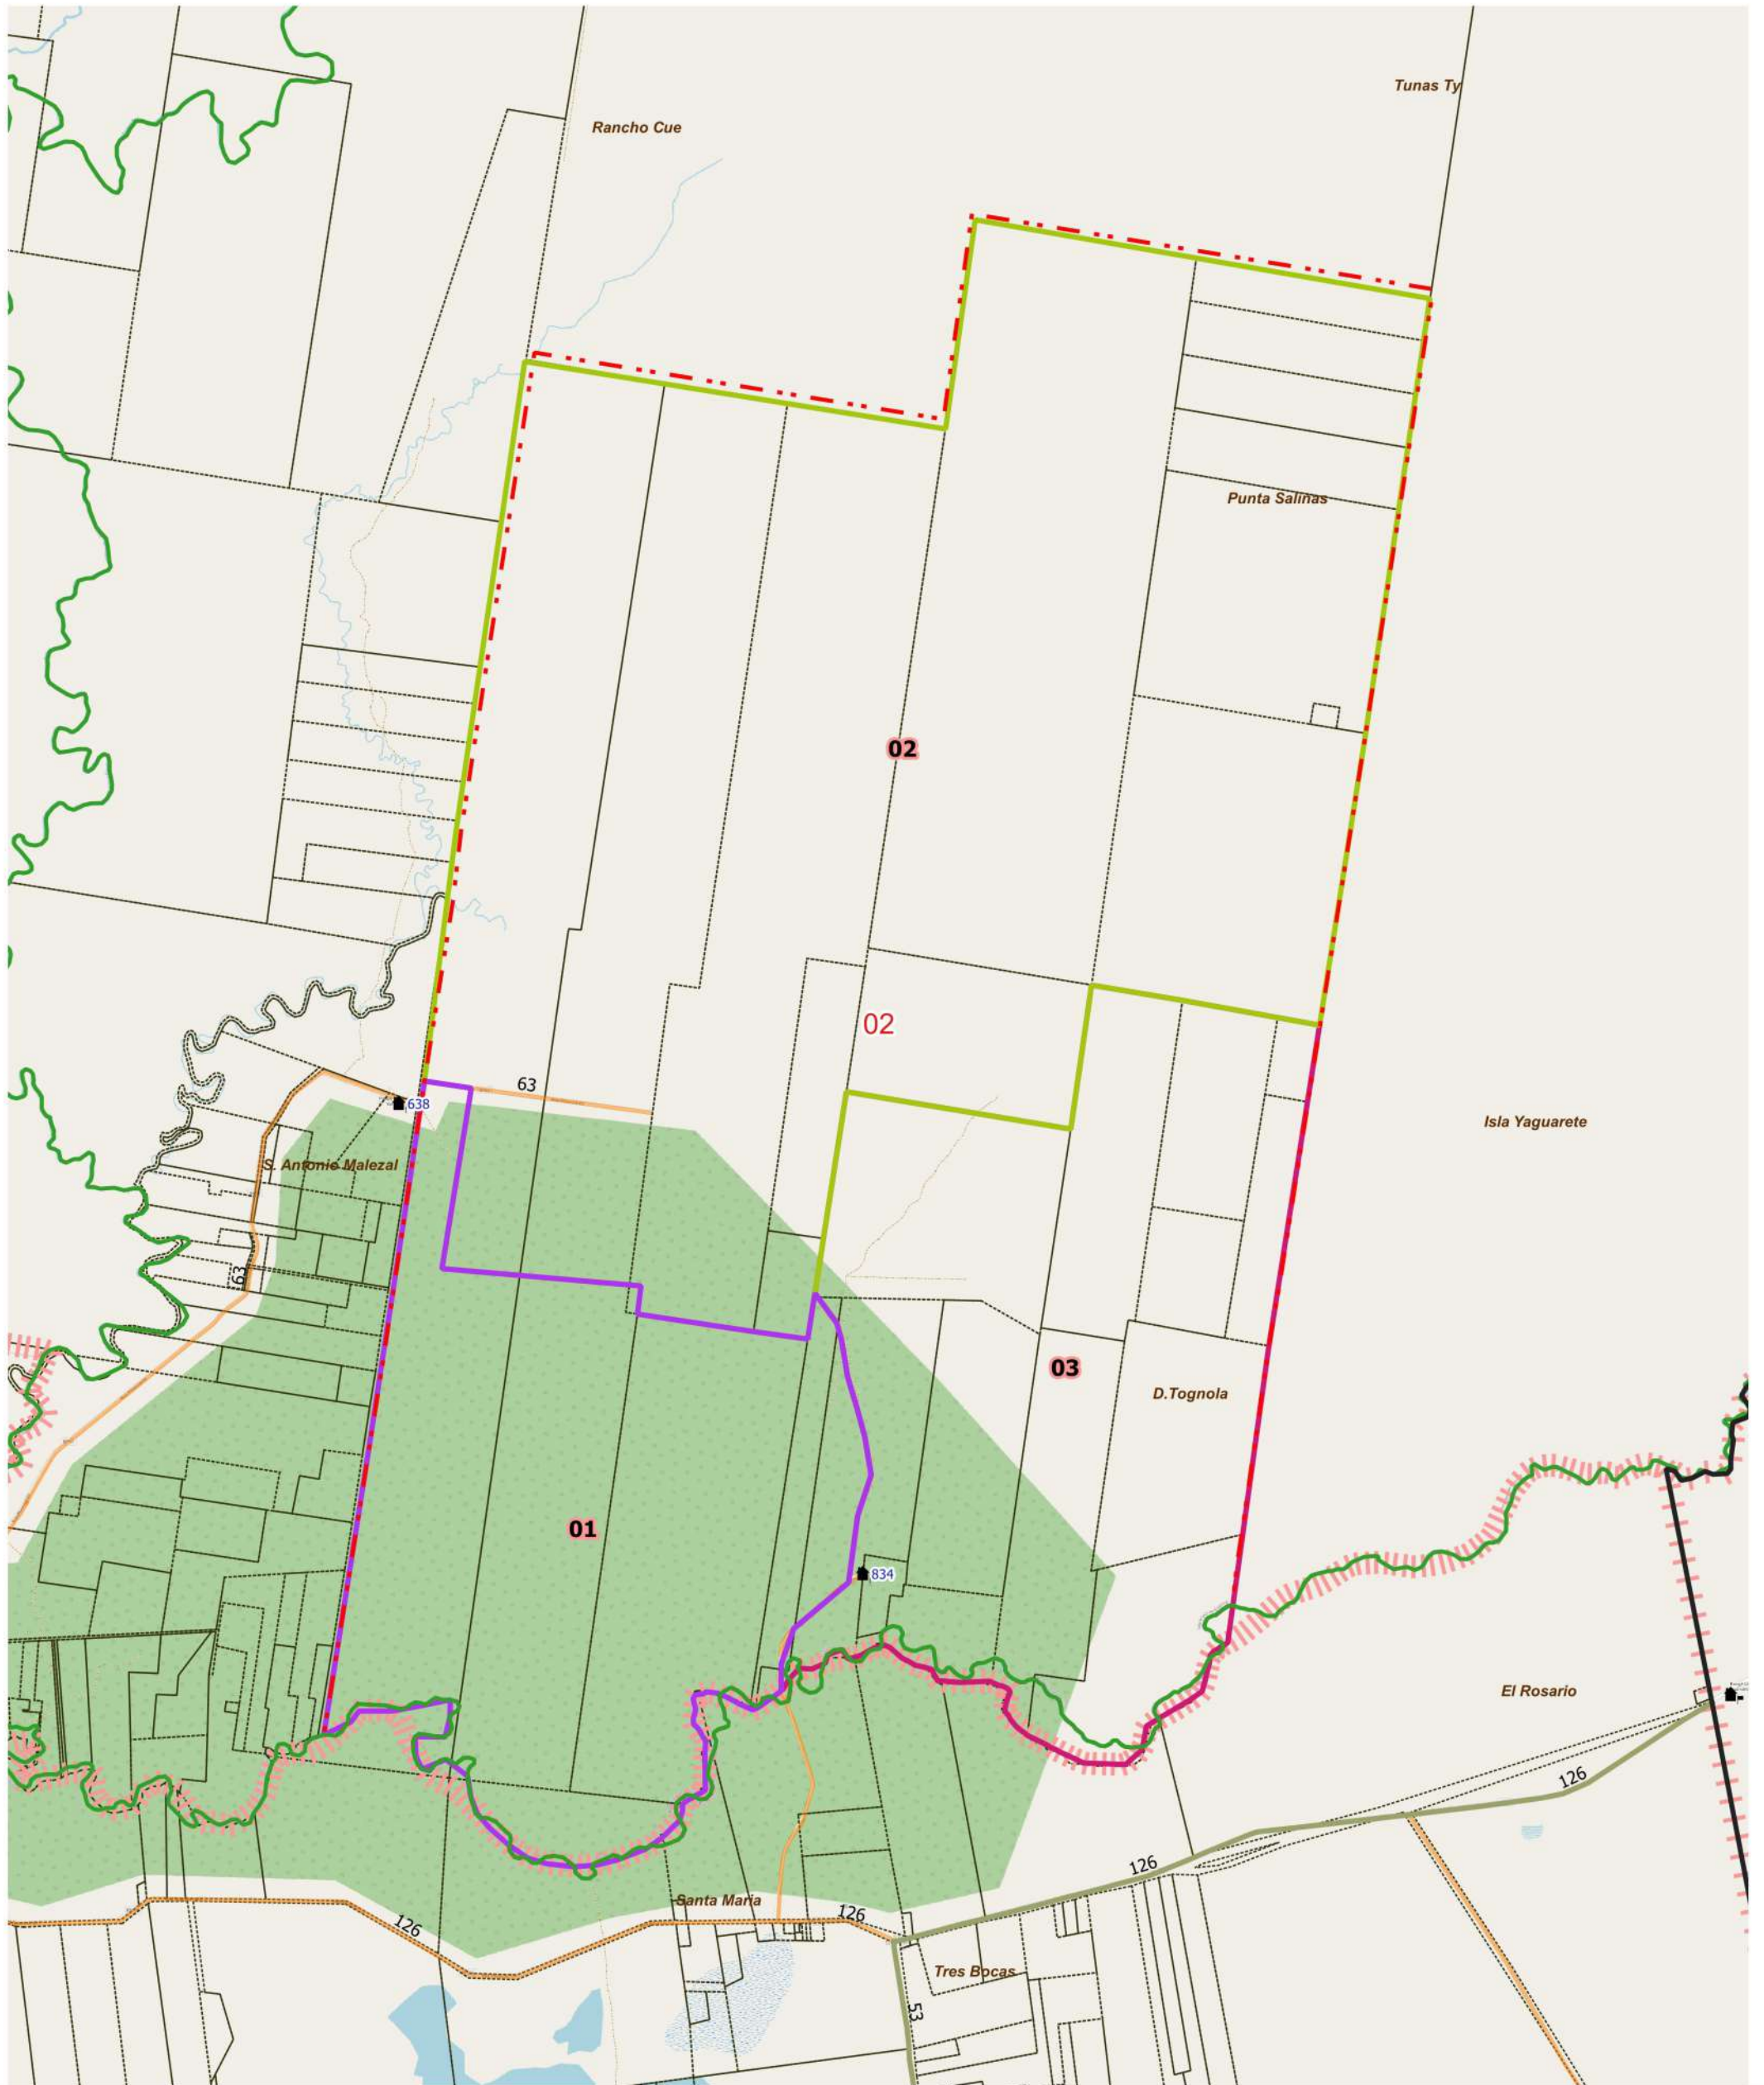 Tunas Ty
Rancho Cue
Punta Salinas
02
02
63
638
Isla Yaguarete
S. Antonio Malezal
63
03
D.Tognola
01
834
El Rosario
126
126
Santa Maria
126
126
Tres Bocas
53